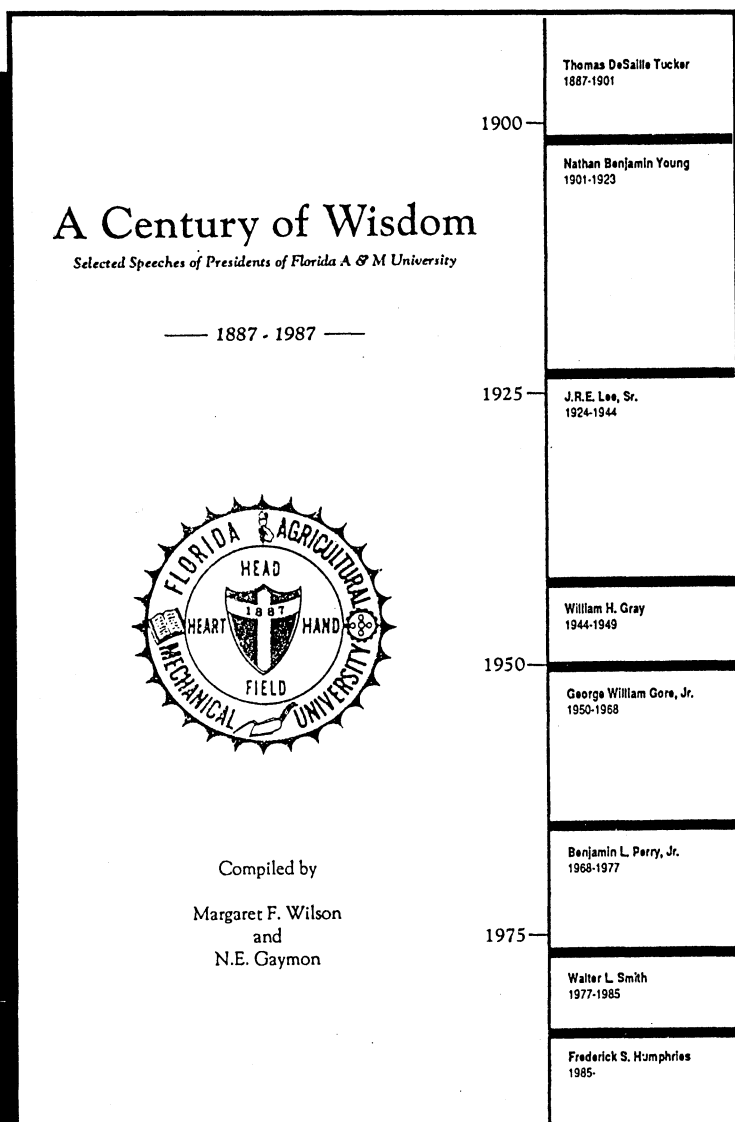 A Century of Wisdom
Selected Speeches of Presidents of Florida A & M University
1887 - 1987
FLORIDA AGRICULTURAL
MECHANICAL UNIVERSITY
HEAD
1887
HEART HAND
FIELD
Compiled by
Margaret F. Wilson
and
N.E. Gaymon
Thomas DeSaille Tucker
1887-1901
1900
Nathan Benjamin Young
1901-1923
1925
J.R.E. Lee, Sr.
1924-1944
William H. Gray
1944-1949
1950
George William Gore, Jr.
1950-1968
Benjamin L. Perry, Jr.
1968-1977
1975
Walter L. Smith
1977-1985
Frederick S. Humphries
1985-